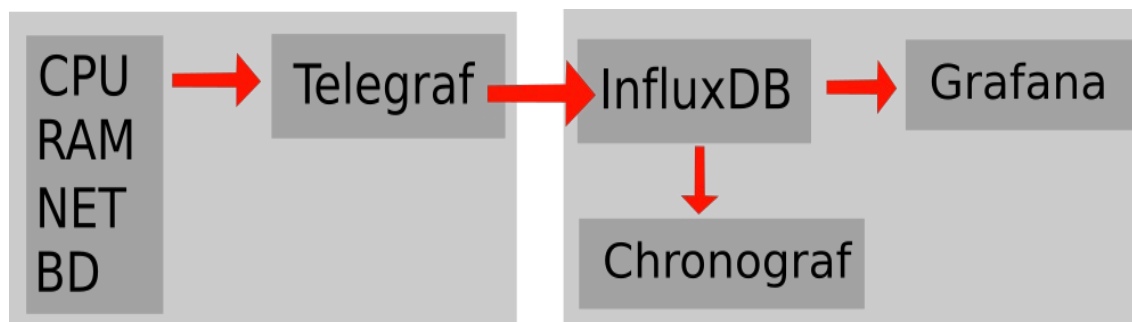 CPU
RAM
NET
BD
Telegraf
InfluxDB
Grafana
Chronograf